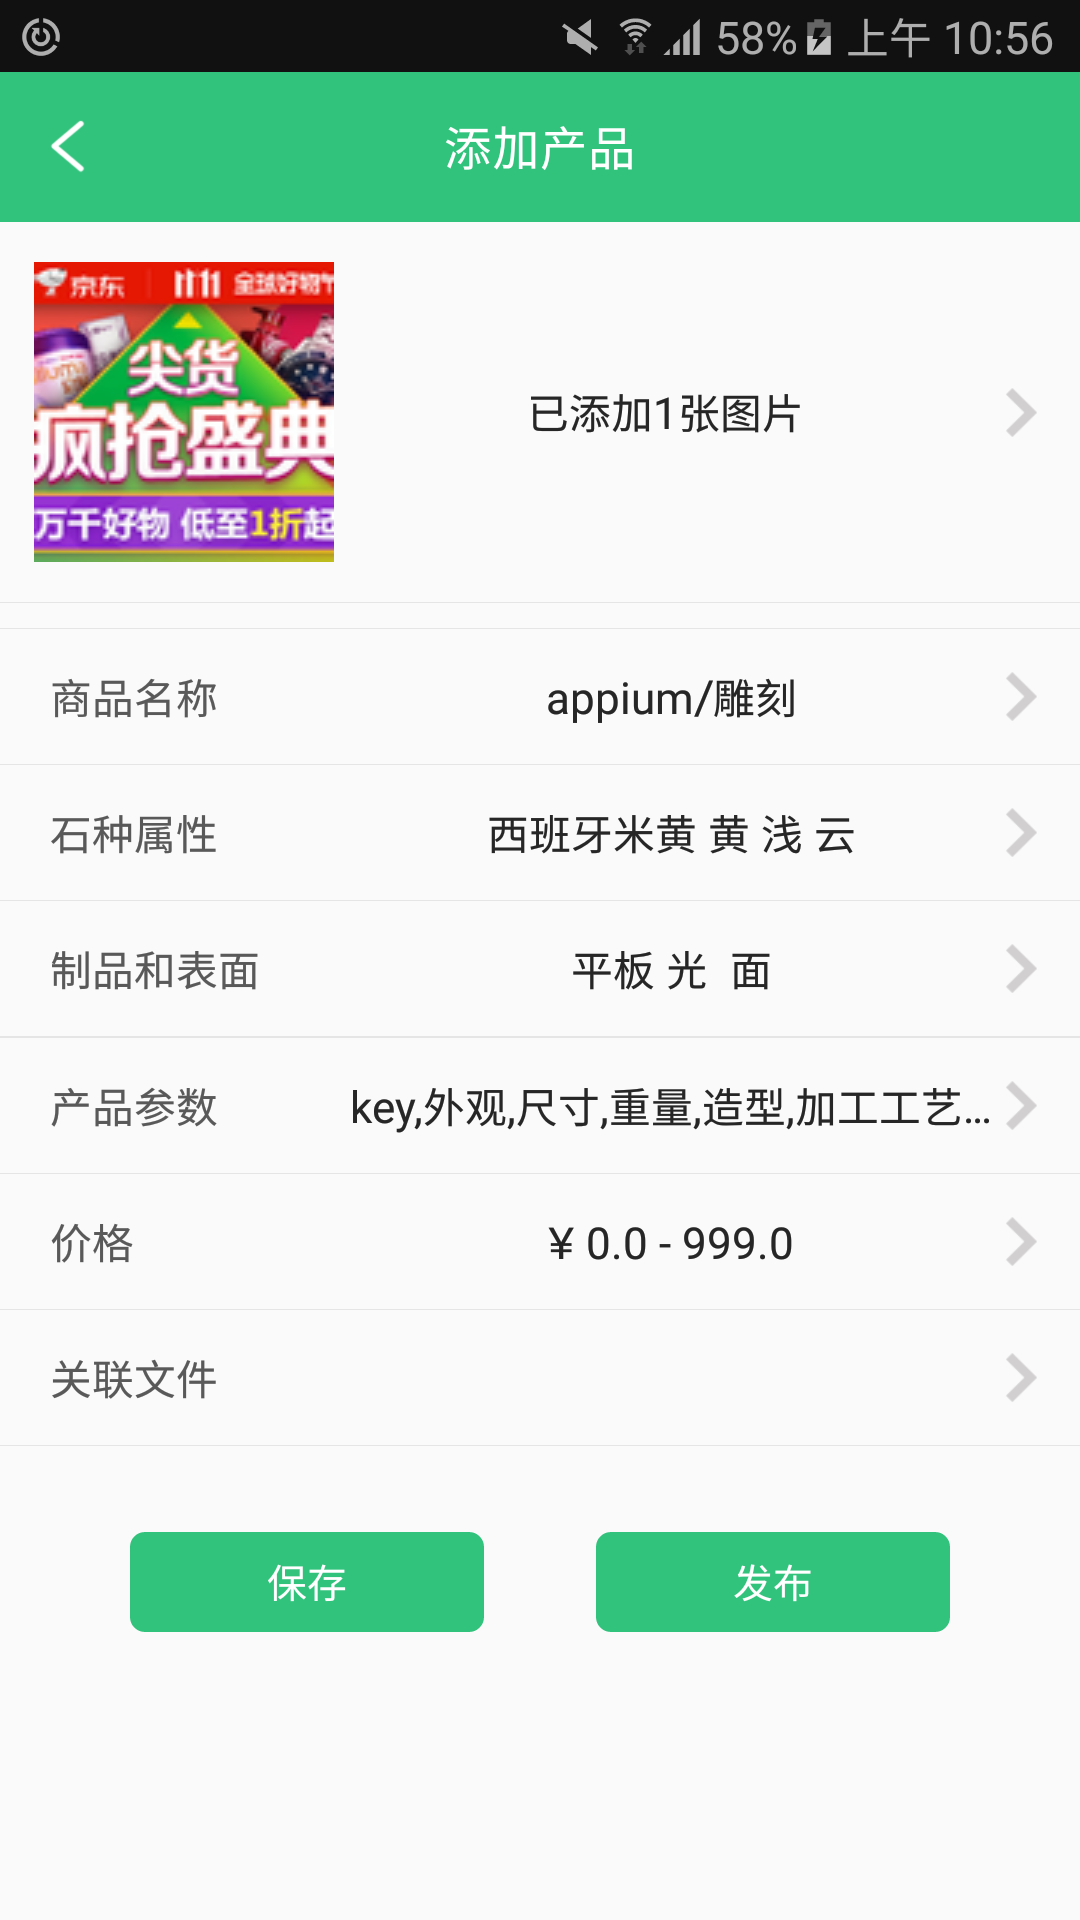 58% 上午 10:56
添加产品
京东 11.11 全球好物
尖货
疯抢盛典
万千好物 低至1折起
已添加1张图片
商品名称 appium/雕刻
石种属性 西班牙米黄 黄 浅 云
制品和表面 平板 光  面
产品参数 key,外观,尺寸,重量,造型,加工工艺...
价格 ¥ 0.0 - 999.0
关联文件
保存 发布